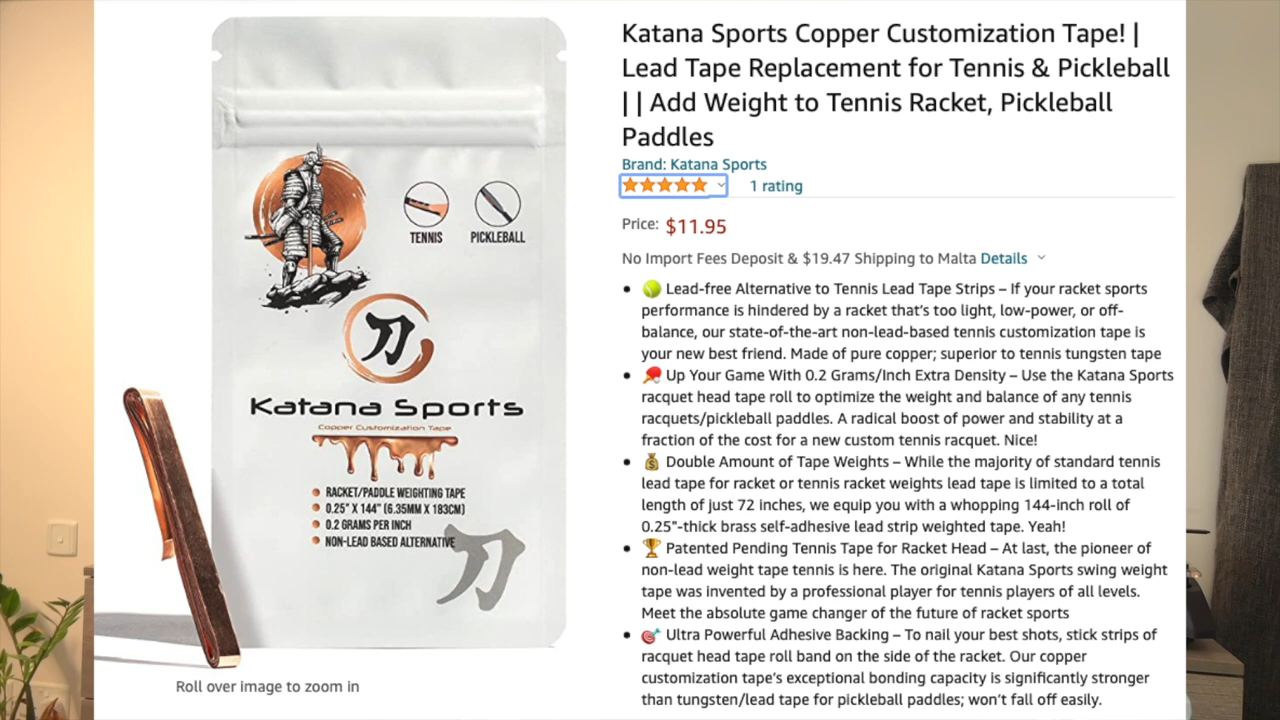 Katana Sports Copper Customization Tape! |
Lead Tape Replacement for Tennis & Pickleball
| | Add Weight to Tennis Racket, Pickleball
Paddles
Brand: Katana Sports
1 rating
Price: $11.95
No Import Fees Deposit & $19.47 Shipping to Malta Details
Lead-free Alternative to Tennis Lead Tape Strips – If your racket sports
performance is hindered by a racket that's too light, low-power, or off-
balance, our state-of-the-art non-lead-based tennis customization tape is
your new best friend. Made of pure copper; superior to tennis tungsten tape
Up Your Game With 0.2 Grams/Inch Extra Density – Use the Katana Sports
racquet head tape roll to optimize the weight and balance of any tennis
racquets/pickleball paddles. A radical boost of power and stability at a
fraction of the cost for a new custom tennis racquet. Nice!
Double Amount of Tape Weights – While the majority of standard tennis
lead tape for racket or tennis racket weights lead tape is limited to a total
length of just 72 inches, we equip you with a whopping 144-inch roll of
0.25"-thick brass self-adhesive lead strip weighted tape. Yeah!
Patented Pending Tennis Tape for Racket Head – At last, the pioneer of
non-lead weight tape tennis is here. The original Katana Sports swing weight
tape was invented by a professional player for tennis players of all levels.
Meet the absolute game changer of the future of racket sports
Ultra Powerful Adhesive Backing – To nail your best shots, stick strips of
racquet head tape roll band on the side of the racket. Our copper
customization tape's exceptional bonding capacity is significantly stronger
than tungsten/lead tape for pickleball paddles; won't fall off easily.
TENNIS
PICKLEBALL
刀
Katana Sports
Copper Customization Tape
RACKET/PADDLE WEIGHTING TAPE
0.25" X 144" (6.35MM X 183CM)
0.2 GRAMS PER INCH
NON-LEAD BASED ALTERNATIVE
刀
Roll over image to zoom in